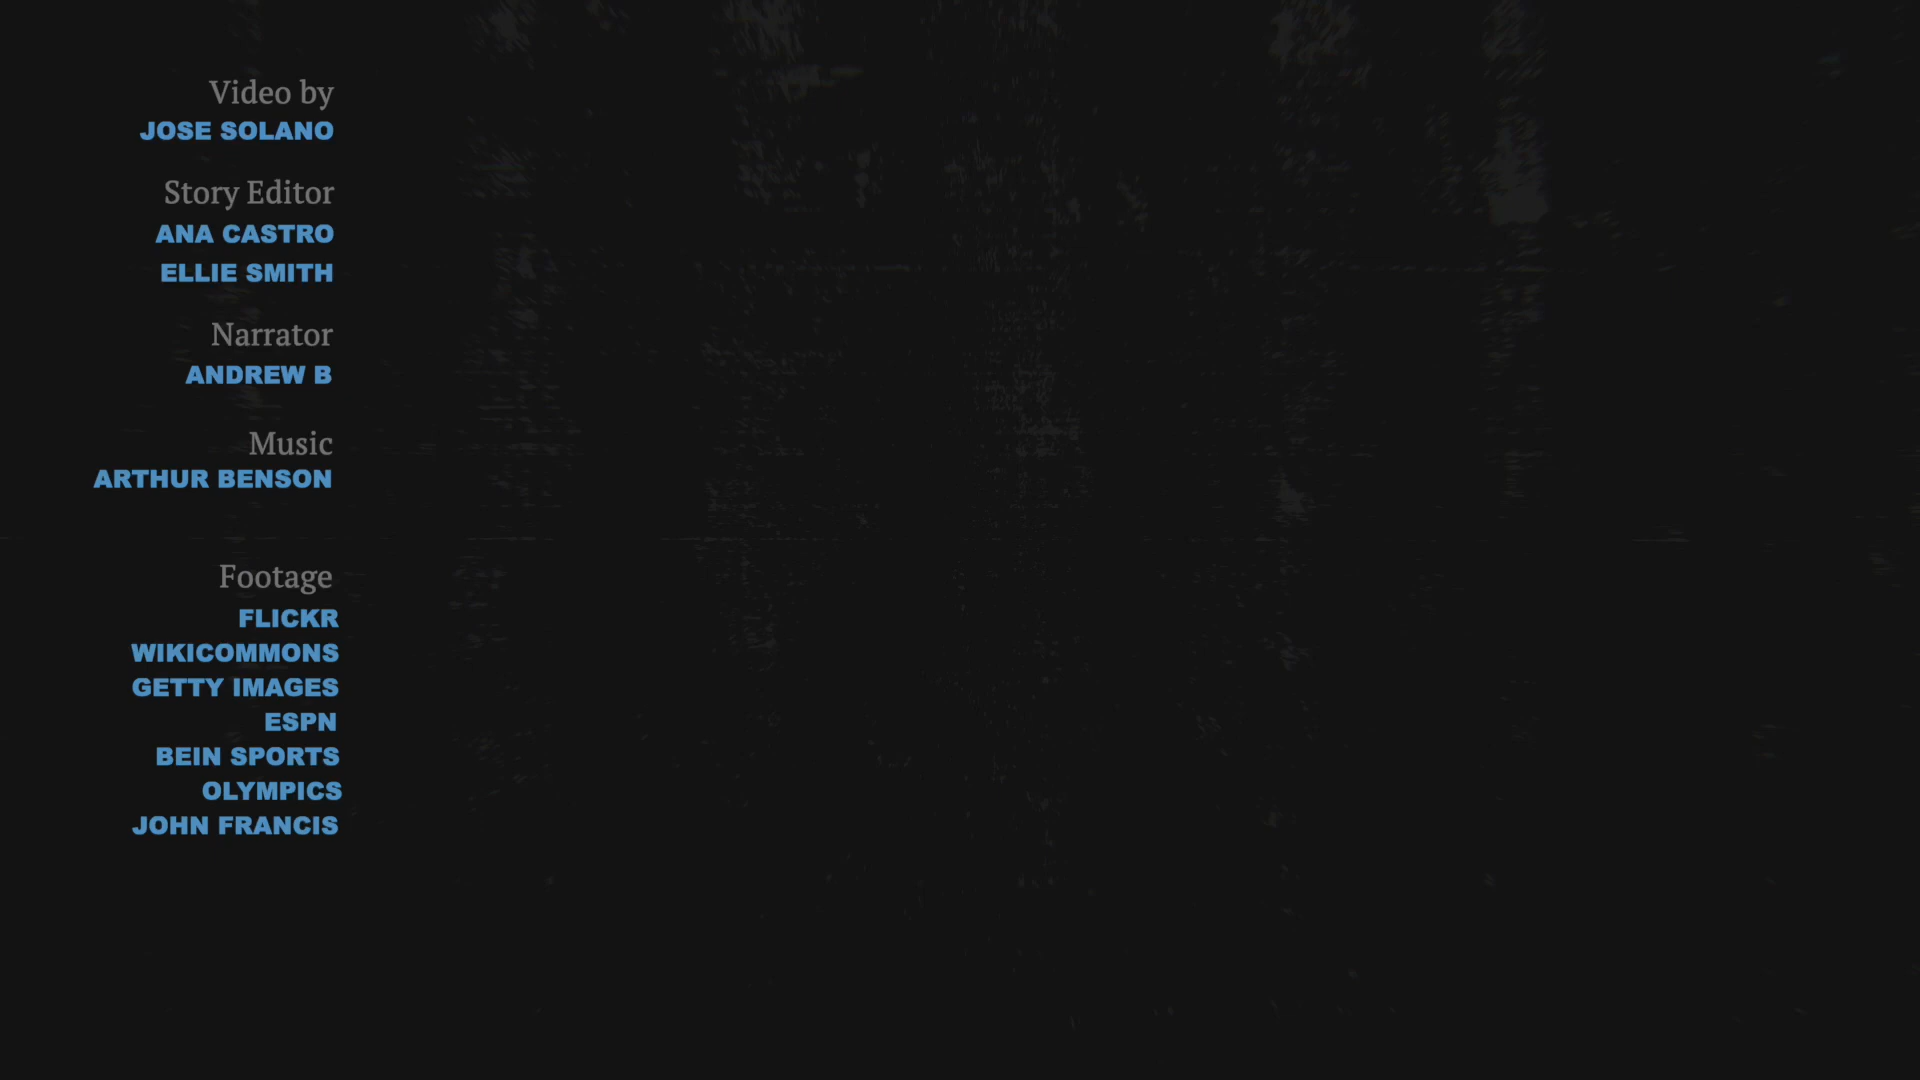 Video by
JOSE SOLANO
Story Editor
ANA CASTRO
ELLIE SMITH
Narrator
ANDREW B
Music
ARTHUR BENSON
Footage
FLICKR
WIKICOMMONS
GETTY IMAGES
ESPN
BEIN SPORTS
OLYMPICS
JOHN FRANCIS